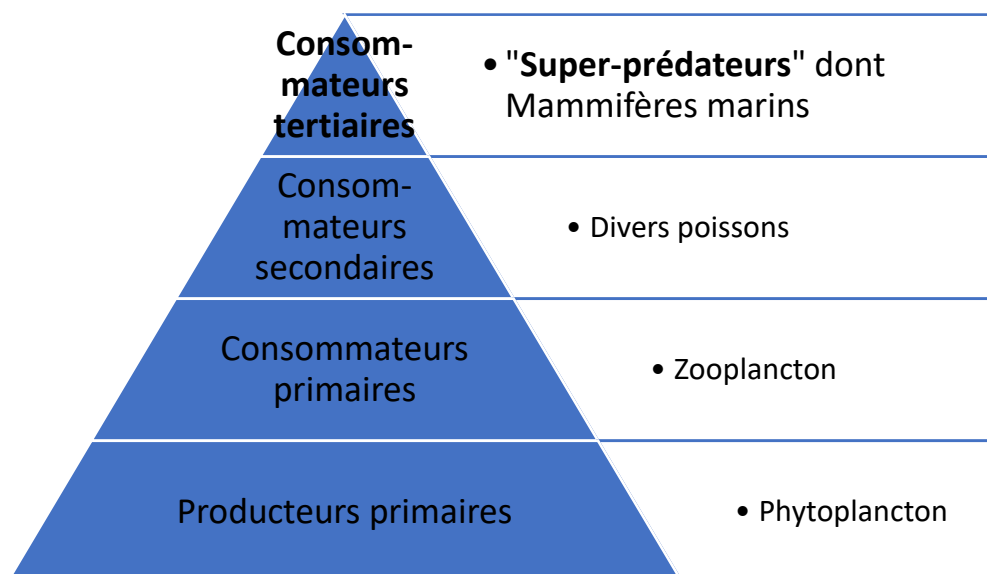 Consom-
mateurs
tertiaires
• "Super-prédateurs" dont
Mammifères marins
Consom-
mateurs
secondaires
• Divers poissons
Consommateurs
primaires
• Zooplancton
Producteurs primaires
• Phytoplancton